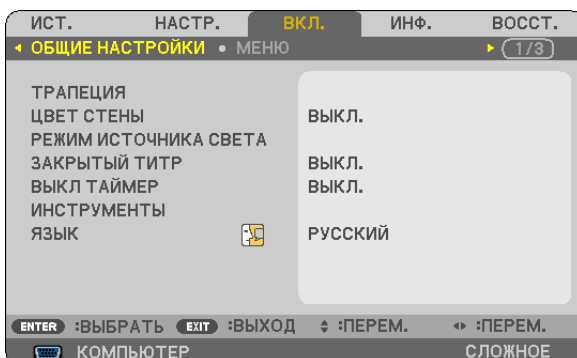 ИСТ. НАСТР. ВКЛ. ИНФ. ВОССТ.
ОБЩИЕ НАСТРОЙКИ • МЕНЮ 1/3
ТРАПЕЦИЯ
ЦВЕТ СТЕНЫ ВЫКЛ.
РЕЖИМ ИСТОЧНИКА СВЕТА
ЗАКРЫТЫЙ ТИТР ВЫКЛ.
ВЫКЛ ТАЙМЕР ВЫКЛ.
ИНСТРУМЕНТЫ
ЯЗЫК РУССКИЙ
ENTER :ВЫБРАТЬ EXIT :ВЫХОД :ПЕРЕМ. :ПЕРЕМ.
КОМПЬЮТЕР СЛОЖНОЕ